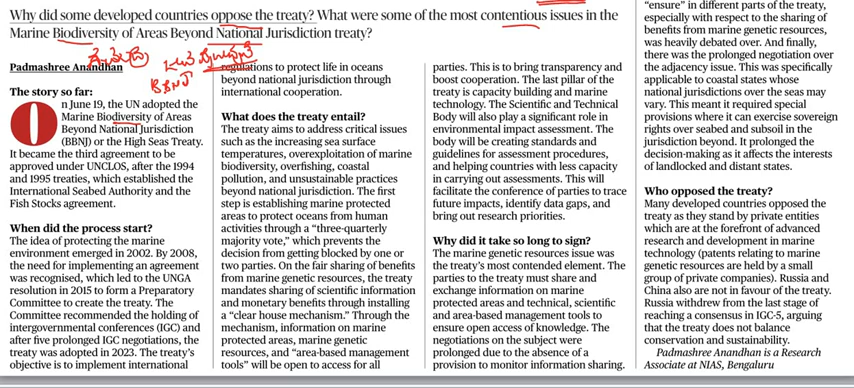 Why did some developed countries oppose the treaty? What were some of the most contentious issues in the
Marine Biodiversity of Areas Beyond National Jurisdiction treaty?
BBNJ
Padmashree Anandhan
The story so far:
On June 19, the UN adopted the
Marine Biodiversity of Areas
Beyond National Jurisdiction
(BBNJ) or the High Seas Treaty.
It became the third agreement to be
approved under UNCLOS, after the 1994
and 1995 treaties, which established the
International Seabed Authority and the
Fish Stocks agreement.
When did the process start?
The idea of protecting the marine
environment emerged in 2002. By 2008,
the need for implementing an agreement
was recognised, which led to the UNGA
resolution in 2015 to form a Preparatory
Committee to create the treaty. The
Committee recommended the holding of
intergovernmental conferences (IGC) and
after five prolonged IGC negotiations, the
treaty was adopted in 2023. The treaty's
objective is to implement international
regulations to protect life in oceans
beyond national jurisdiction through
international cooperation.
What does the treaty entail?
The treaty aims to address critical issues
such as the increasing sea surface
temperatures, overexploitation of marine
biodiversity, overfishing, coastal
pollution, and unsustainable practices
beyond national jurisdiction. The first
step is establishing marine protected
areas to protect oceans from human
activities through a “three-quarterly
majority vote,” which prevents the
decision from getting blocked by one or
two parties. On the fair sharing of benefits
from marine genetic resources, the treaty
mandates sharing of scientific information
and monetary benefits through installing
a “clear house mechanism.” Through the
mechanism, information on marine
protected areas, marine genetic
resources, and “area-based management
tools” will be open to access for all
parties. This is to bring transparency and
boost cooperation. The last pillar of the
treaty is capacity building and marine
technology. The Scientific and Technical
Body will also play a significant role in
environmental impact assessment. The
body will be creating standards and
guidelines for assessment procedures,
and helping countries with less capacity
in carrying out assessments. This will
facilitate the conference of parties to trace
future impacts, identify data gaps, and
bring out research priorities.
Why did it take so long to sign?
The marine genetic resources issue was
the treaty's most contended element. The
parties to the treaty must share and
exchange information on marine
protected areas and technical, scientific
and area-based management tools to
ensure open access of knowledge. The
negotiations on the subject were
prolonged due to the absence of a
provision to monitor information sharing.
“ensure” in different parts of the treaty,
especially with respect to the sharing of
benefits from marine genetic resources,
was heavily debated over. And finally,
there was the prolonged negotiation over
the adjacency issue. This was specifically
applicable to coastal states whose
national jurisdictions over the seas may
vary. This meant it required special
provisions where it can exercise sovereign
rights over seabed and subsoil in the
jurisdiction beyond. It prolonged the
decision-making as it affects the interests
of landlocked and distant states.
Who opposed the treaty?
Many developed countries opposed the
treaty as they stand by private entities
which are at the forefront of advanced
research and development in marine
technology (patents relating to marine
genetic resources are held by a small
group of private companies). Russia and
China also are not in favour of the treaty.
Russia withdrew from the last stage of
reaching a consensus in IGC-5, arguing
that the treaty does not balance
conservation and sustainability.
Padmashree Anandhan is a Research
Associate at NIAS, Bengaluru